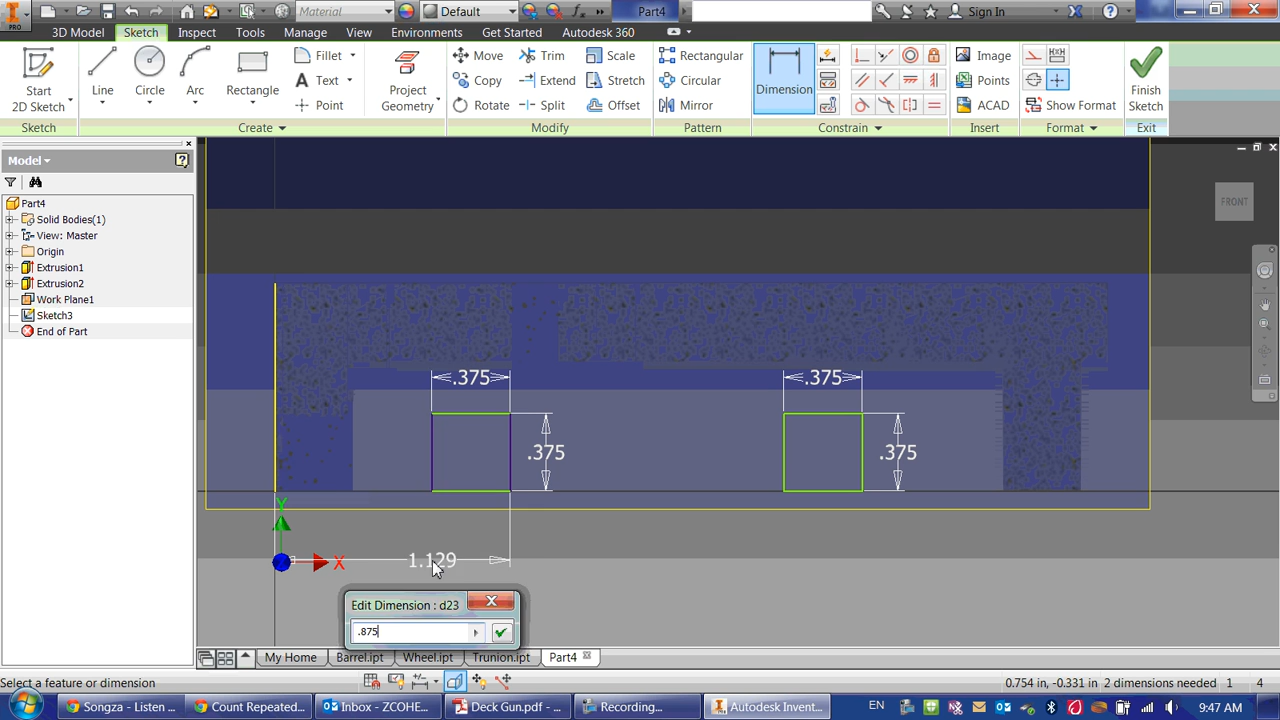 PRO
Material
Default
Part4
Sign In
3D Model Sketch Inspect Tools Manage View Environments Get Started Autodesk 360
Start
2D Sketch
Line
Circle
Arc
Rectangle
Fillet
Text
Point
Project
Geometry
Move
Copy
Rotate
Trim
Extend
Split
Scale
Stretch
Offset
Rectangular
Circular
Mirror
Dimension
Image
Points
ACAD
Show Format
Finish
Sketch
Sketch Create Modify Pattern Constrain Insert Format Exit
Model
Part4
Solid Bodies(1)
View: Master
Origin
Extrusion1
Extrusion2
Work Plane1
Sketch3
End of Part
FRONT
.375
.375
.375
.375
1.129
Y
X
Edit Dimension : d23
.875
My Home Barrel.ipt Wheel.ipt Trunion.ipt Part4
Select a feature or dimension
0.754 in, -0.331 in 2 dimensions needed 1 4
Songza - Listen ...
Count Repeated...
Inbox - ZCOHE...
Deck Gun.pdf - ...
Recording...
Autodesk Invent...
EN
9:47 AM